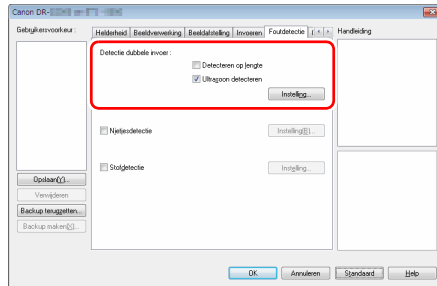 Canon DR-
Gebruikersvoorkeur :
Helderheid Beeldverwerking Beeldafstelling Invoeren Foutdetectie
Handleiding
Detectie dubbele invoer :
Detecteren op lengte
Ultrasoon detecteren
Instelling...
Nietjesdetectie
Instelling(B)...
Stofdetectie
Instelling...
Opslaan(Y)...
Verwijderen
Backup terugzetten...
Backup maken(X)...
OK Annuleren Standaard Help